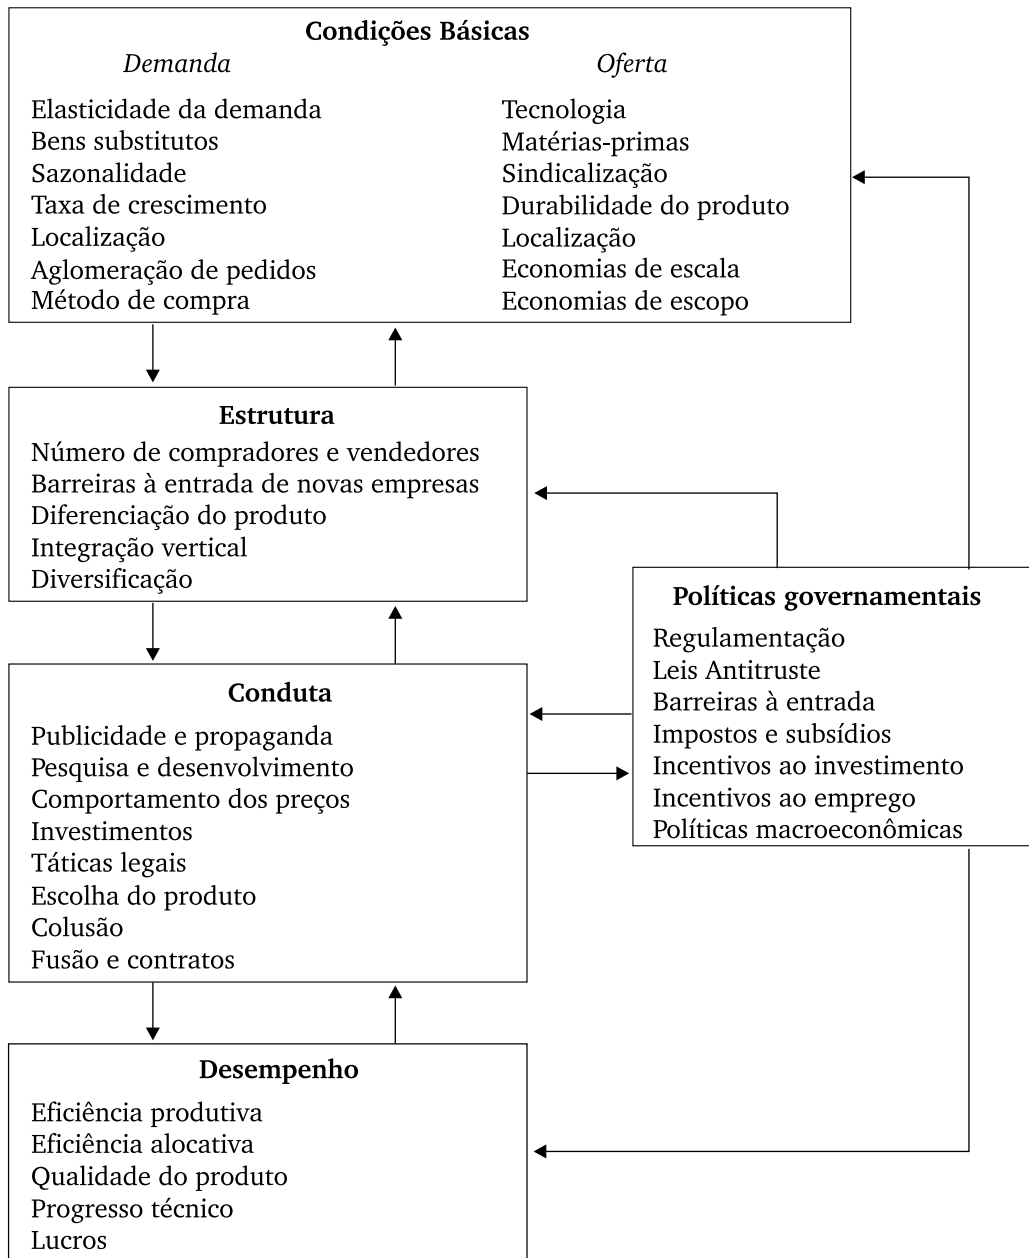 Condições Básicas
Demanda
Oferta
Elasticidade da demanda
Bens substitutos
Sazonalidade
Taxa de crescimento
Localização
Aglomeração de pedidos
Método de compra
Tecnologia
Matérias-primas
Sindicalização
Durabilidade do produto
Localização
Economias de escala
Economias de escopo
Estrutura
Número de compradores e vendedores
Barreiras à entrada de novas empresas
Diferenciação do produto
Integração vertical
Diversificação
Políticas governamentais
Regulamentação
Leis Antitruste
Barreiras à entrada
Impostos e subsídios
Incentivos ao investimento
Incentivos ao emprego
Políticas macroeconômicas
Conduta
Publicidade e propaganda
Pesquisa e desenvolvimento
Comportamento dos preços
Investimentos
Táticas legais
Escolha do produto
Colusão
Fusão e contratos
Desempenho
Eficiência produtiva
Eficiência alocativa
Qualidade do produto
Progresso técnico
Lucros